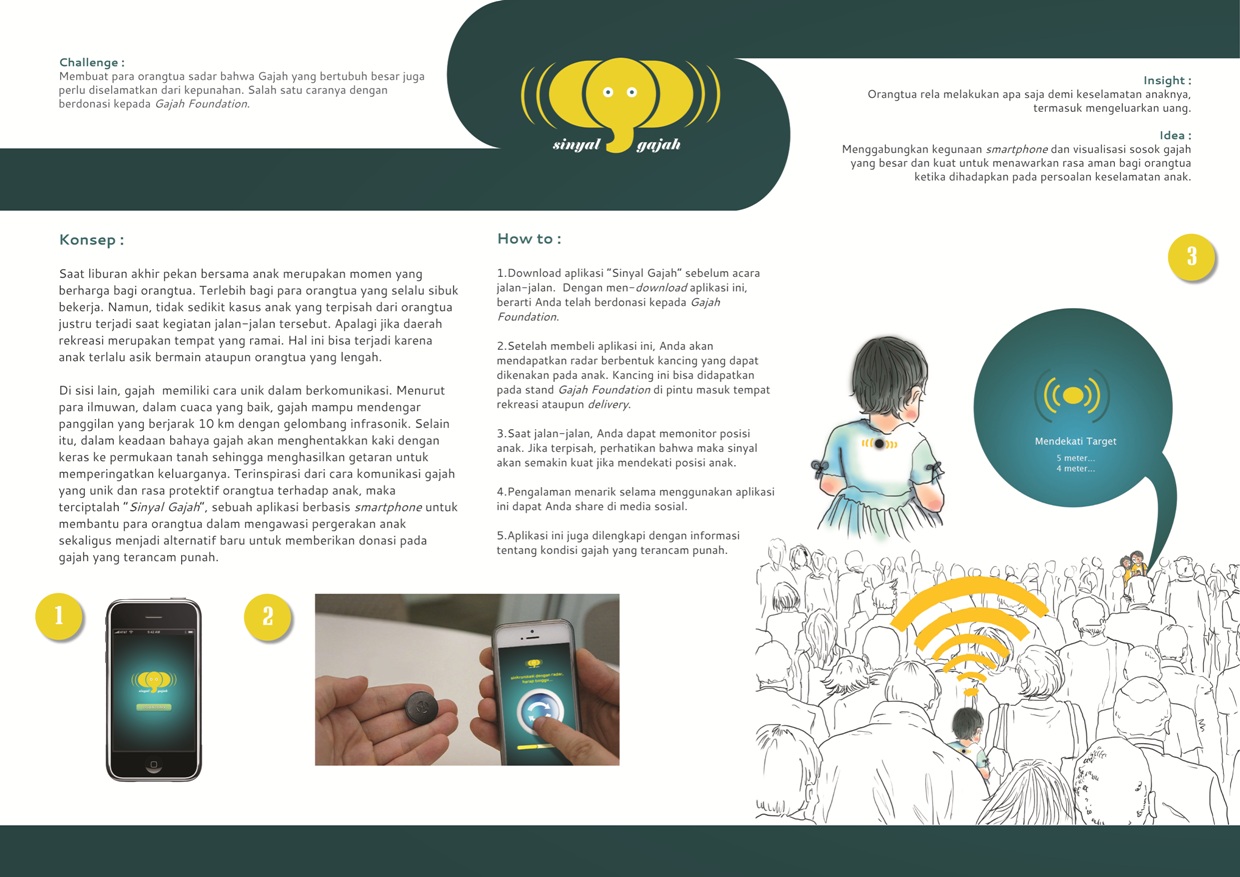 Challenge :
Membuat para orangtua sadar bahwa Gajah yang bertubuh besar juga
perlu diselamatkan dari kepunahan. Salah satu caranya dengan
berdonasi kepada Gajah Foundation.
sinyal gajah
Insight :
Orangtua rela melakukan apa saja demi keselamatan anaknya,
termasuk mengeluarkan uang.
Idea :
Menggabungkan kegunaan smartphone dan visualisasi sosok gajah
yang besar dan kuat untuk menawarkan rasa aman bagi orangtua
ketika dihadapkan pada persoalan keselamatan anak.
Konsep :
Saat liburan akhir pekan bersama anak merupakan momen yang
berharga bagi orangtua. Terlebih bagi para orangtua yang selalu sibuk
bekerja. Namun, tidak sedikit kasus anak yang terpisah dari orangtua
justru terjadi saat kegiatan jalan-jalan tersebut. Apalagi jika daerah
rekreasi merupakan tempat yang ramai. Hal ini bisa terjadi karena
anak terlalu asik bermain ataupun orangtua yang lengah.
Di sisi lain, gajah  memiliki cara unik dalam berkomunikasi. Menurut
para ilmuwan, dalam cuaca yang baik, gajah mampu mendengar
panggilan yang berjarak 10 km dengan gelombang infrasonik. Selain
itu, dalam keadaan bahaya gajah akan menghentakkan kaki dengan
keras ke permukaan tanah sehingga menghasilkan getaran untuk
memperingatkan keluarganya. Terinspirasi dari cara komunikasi gajah
yang unik dan rasa protektif orangtua terhadap anak, maka
terciptalah "Sinyal Gajah", sebuah aplikasi berbasis smartphone untuk
membantu para orangtua dalam mengawasi pergerakan anak
sekaligus menjadi alternatif baru untuk memberikan donasi pada
gajah yang terancam punah.
How to :
1.Download aplikasi "Sinyal Gajah" sebelum acara
jalan-jalan.  Dengan men-download aplikasi ini,
berarti Anda telah berdonasi kepada Gajah
Foundation.
2.Setelah membeli aplikasi ini, Anda akan
mendapatkan radar berbentuk kancing yang dapat
dikenakan pada anak. Kancing ini bisa didapatkan
pada stand Gajah Foundation di pintu masuk tempat
rekreasi ataupun delivery.
3.Saat jalan-jalan, Anda dapat memonitor posisi
anak. Jika terpisah, perhatikan bahwa maka sinyal
akan semakin kuat jika mendekati posisi anak.
4.Pengalaman menarik selama menggunakan aplikasi
ini dapat Anda share di media sosial.
5.Aplikasi ini juga dilengkapi dengan informasi
tentang kondisi gajah yang terancam punah.
3
Mendekati Target
5 meter...
4 meter...
1
sinyal gajah
2